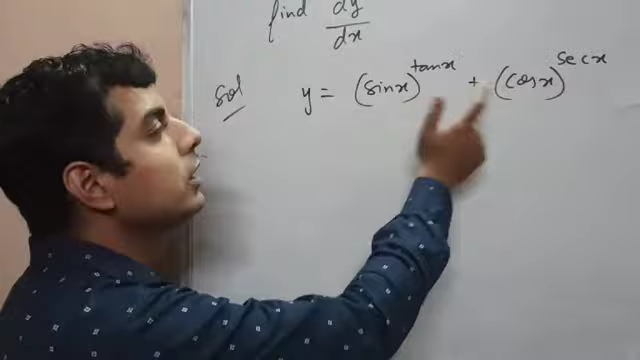 find dy/dx
sol y = (sinx)^tanx + (cosx)^secx